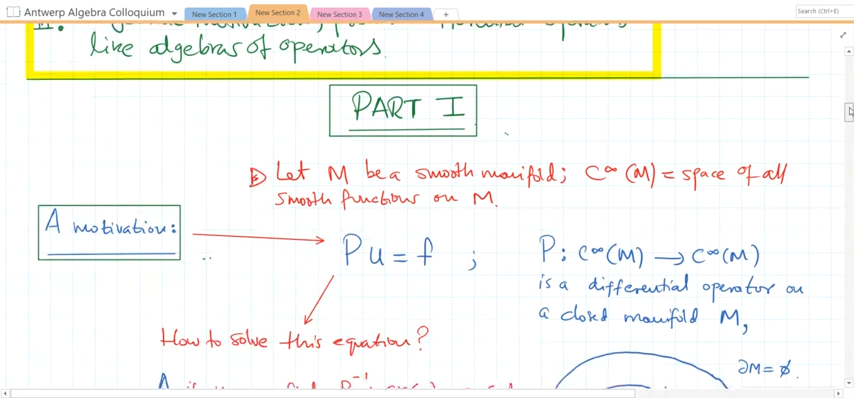 Antwerp Algebra Colloquium
New Section 1
New Section 2
New Section 3
New Section 4
+
like algebras of operators.
PART I
Let M be a smooth manifold; C^∞(M) = space of all
smooth functions on M.
A motivation:
Pu = f ;
P: C^∞(M) → C^∞(M)
is a differential operator on
a closed manifold M,
How to solve this equation?
∂M = ∅.